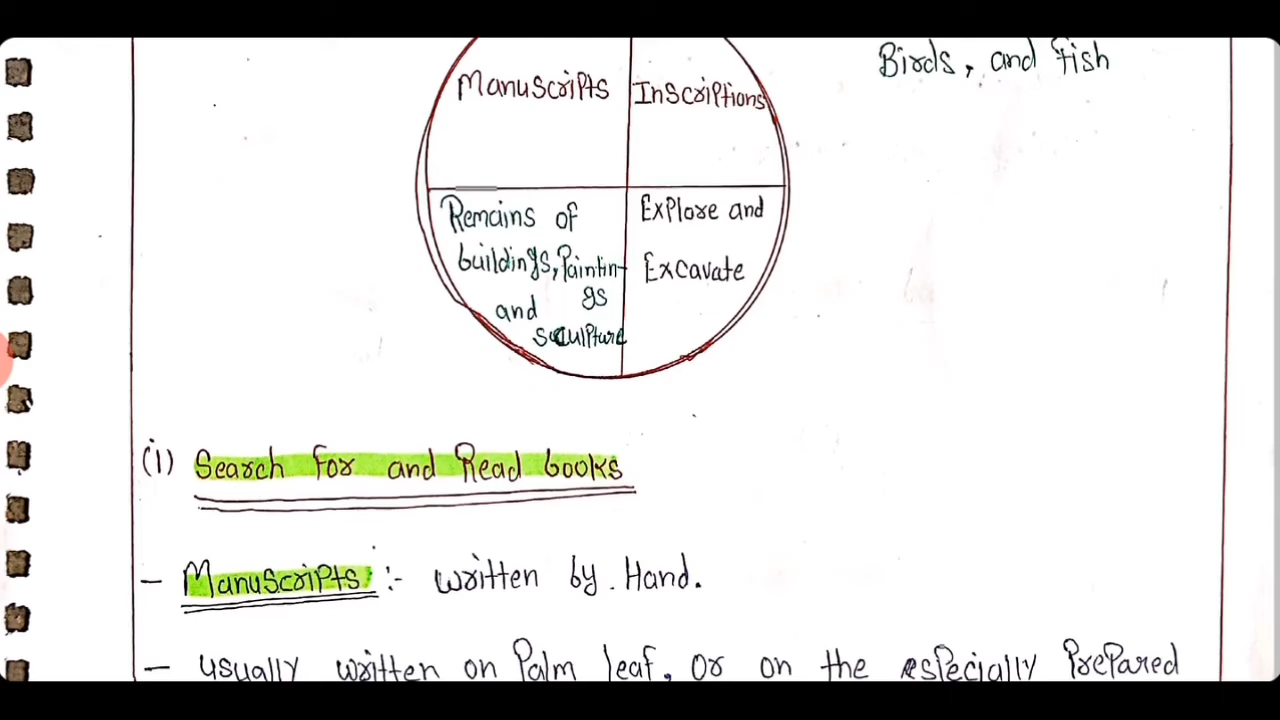 Birds, and fish
Manuscripts
Inscriptions
Remains of
buildings, Paintin-
gs
and
sculpture
Explore and
Excavate
(i) Search for and Read books
- Manuscripts :- written by. Hand.
- usually written on Palm leaf, or on the especially Prepared